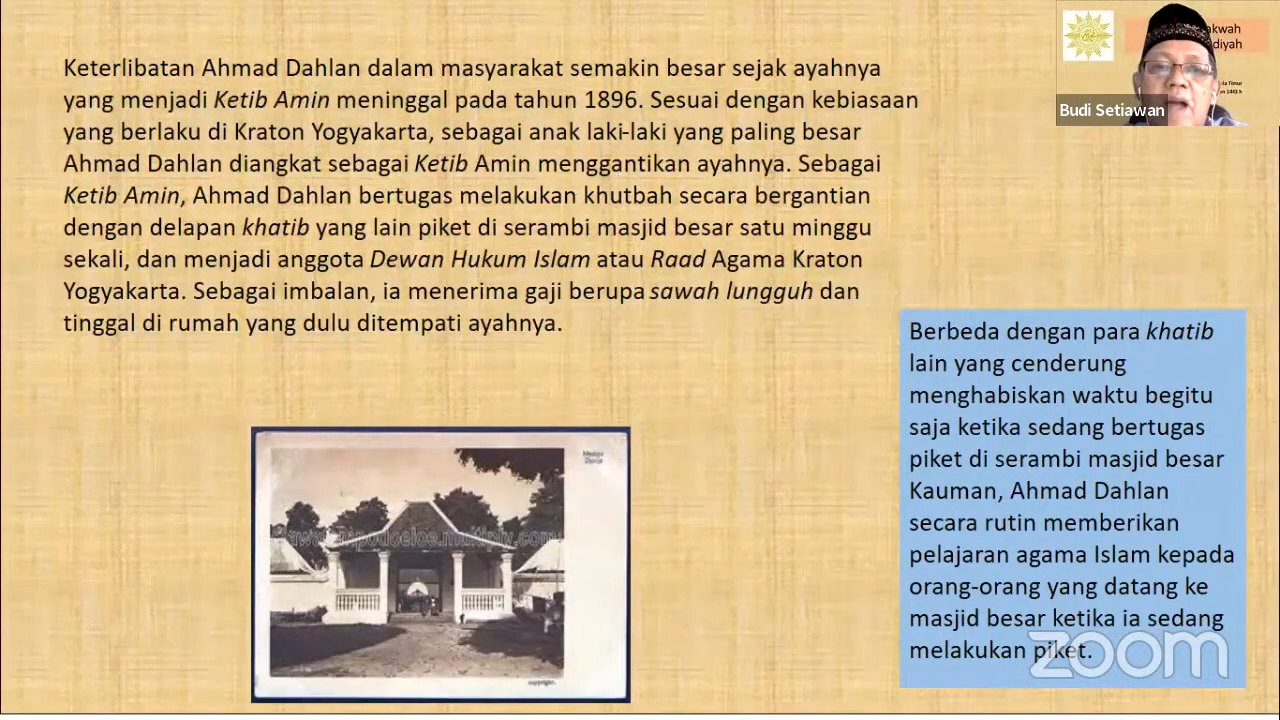 Keterlibatan Ahmad Dahlan dalam masyarakat semakin besar sejak ayahnya
yang menjadi Ketib Amin meninggal pada tahun 1896. Sesuai dengan kebiasaan
yang berlaku di Kraton Yogyakarta, sebagai anak laki-laki yang paling besar
Ahmad Dahlan diangkat sebagai Ketib Amin menggantikan ayahnya. Sebagai
Ketib Amin, Ahmad Dahlan bertugas melakukan khutbah secara bergantian
dengan delapan khatib yang lain piket di serambi masjid besar satu minggu
sekali, dan menjadi anggota Dewan Hukum Islam atau Raad Agama Kraton
Yogyakarta. Sebagai imbalan, ia menerima gaji berupa sawah lungguh dan
tinggal di rumah yang dulu ditempati ayahnya.
Berbeda dengan para khatib
lain yang cenderung
menghabiskan waktu begitu
saja ketika sedang bertugas
piket di serambi masjid besar
Kauman, Ahmad Dahlan
secara rutin memberikan
pelajaran agama Islam kepada
orang-orang yang datang ke
masjid besar ketika ia sedang
melakukan piket.
zoom
Budi Setiawan